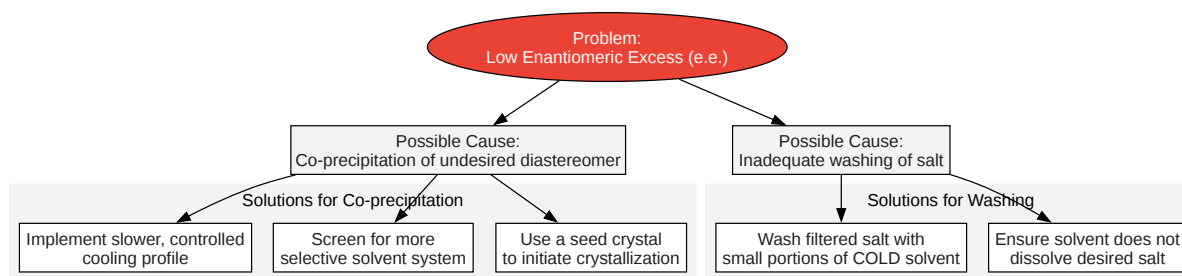 Problem:
Low Enantiomeric Excess (e.e.)
Possible Cause:
Co-precipitation of undesired diastereomer
Possible Cause:
Inadequate washing of salt
Solutions for Co-precipitation
Solutions for Washing
Implement slower, controlled
cooling profile
Screen for more
selective solvent system
Use a seed crystal
to initiate crystallization
Wash filtered salt with
small portions of COLD solvent
Ensure solvent does not
dissolve desired salt